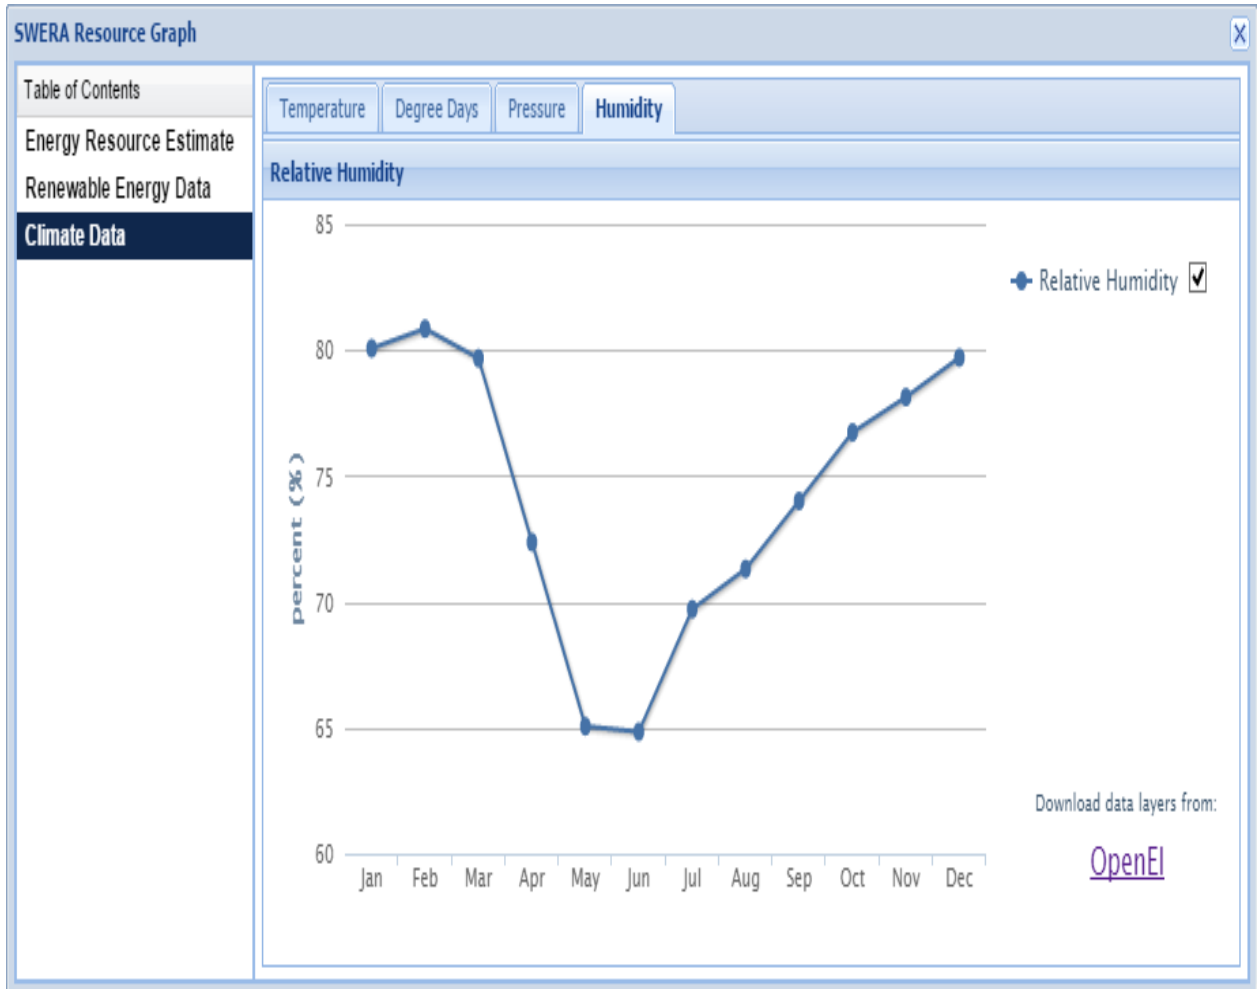 SWERA Resource Graph
Table of Contents
Energy Resource Estimate
Renewable Energy Data
Climate Data
Temperature
Degree Days
Pressure
Humidity
Relative Humidity
85
80
75
70
65
60
percent (%)
Jan Feb Mar Apr May Jun Jul Aug Sep Oct Nov Dec
Relative Humidity
Download data layers from:
OpenEI